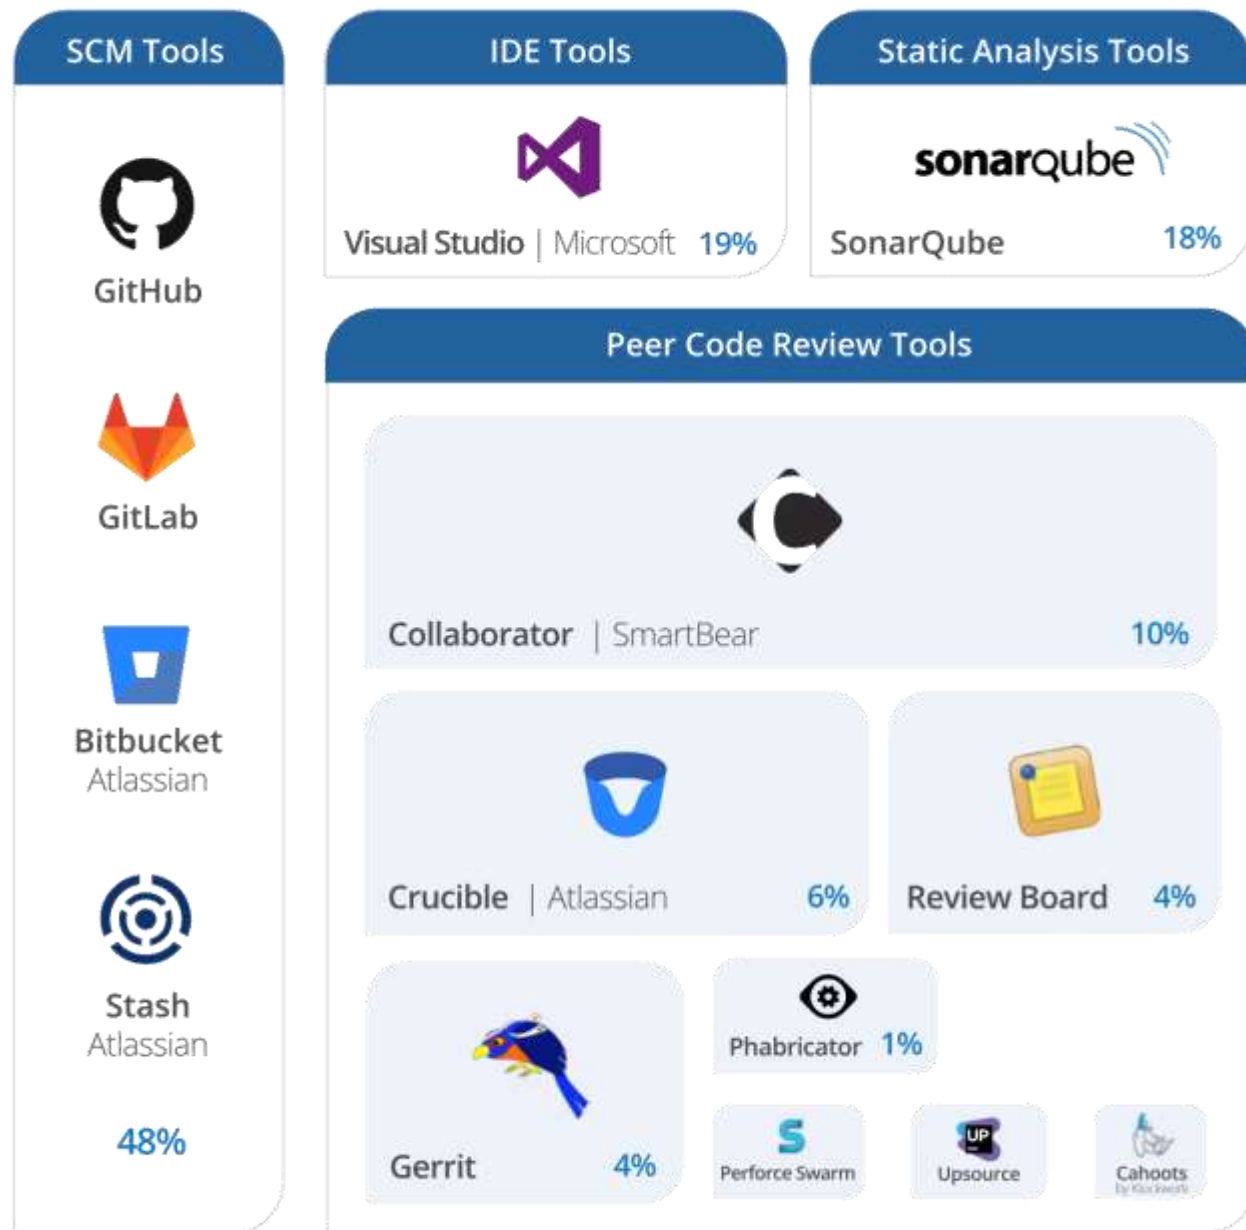 SCM Tools
GitHub
GitLab
Bitbucket
Atlassian
Stash
Atlassian
48%
IDE Tools
Visual Studio | Microsoft 19%
Static Analysis Tools
sonarqube
SonarQube 18%
Peer Code Review Tools
C
Collaborator | SmartBear 10%
Crucible | Atlassian 6%
Review Board 4%
Gerrit 4%
Phabricator 1%
S
Perforce Swarm
UP
Upsource
Cahoots
by Klockwork